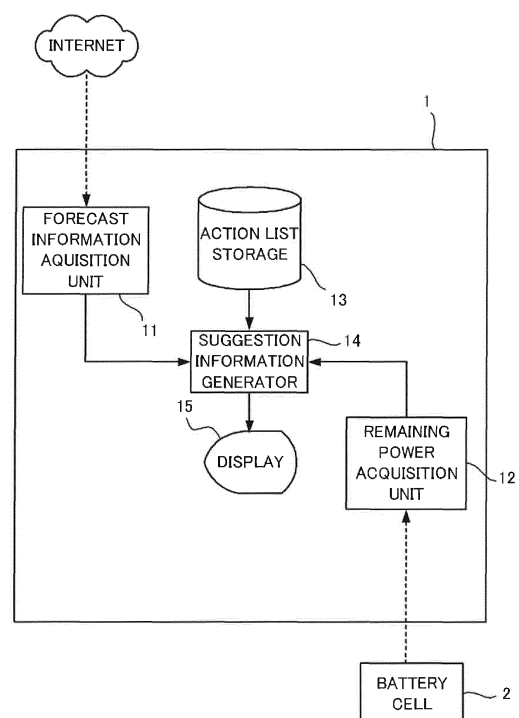 INTERNET
1
FORECAST
INFORMATION
AQUISITION
UNIT
11
ACTION LIST
STORAGE
13
SUGGESTION
INFORMATION
GENERATOR
14
15
DISPLAY
REMAINING
POWER
ACQUISITION
UNIT
12
BATTERY
CELL
2